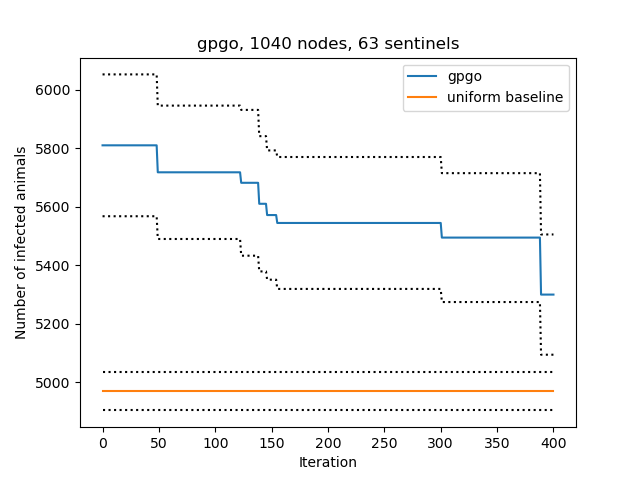 gpgo, 1040 nodes, 63 sentinels
gpgo
uniform baseline
Number of infected animals
6000
5800
5600
5400
5200
5000
0 50 100 150 200 250 300 350 400
Iteration